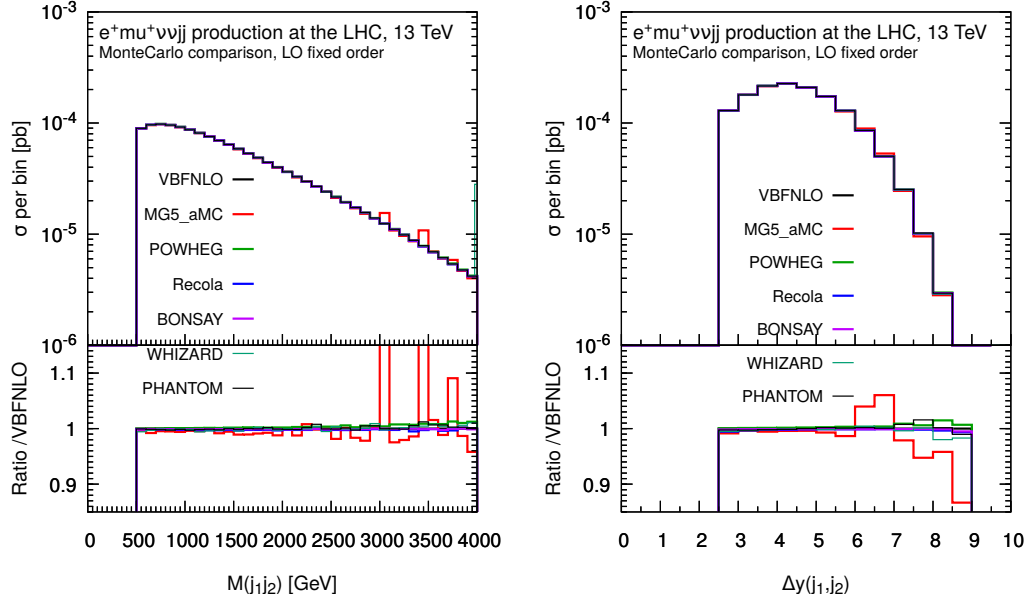 10⁻³
e⁺mu⁺ννjj production at the LHC, 13 TeV
MonteCarlo comparison, LO fixed order
10⁻⁴
σ per bin [pb]
VBFNLO
MG5_aMC
10⁻⁵
POWHEG
Recola
BONSAY
10⁻⁶
WHIZARD
1.1
PHANTOM
Ratio /VBFNLO
1
0.9
0 500 1000 1500 2000 2500 3000 3500 4000
M(j₁j₂) [GeV]
10⁻³
e⁺mu⁺ννjj production at the LHC, 13 TeV
MonteCarlo comparison, LO fixed order
10⁻⁴
σ per bin [pb]
VBFNLO
MG5_aMC
10⁻⁵
POWHEG
Recola
BONSAY
10⁻⁶
WHIZARD
1.1
PHANTOM
Ratio /VBFNLO
1
0.9
0 1 2 3 4 5 6 7 8 9 10
Δy(j₁,j₂)